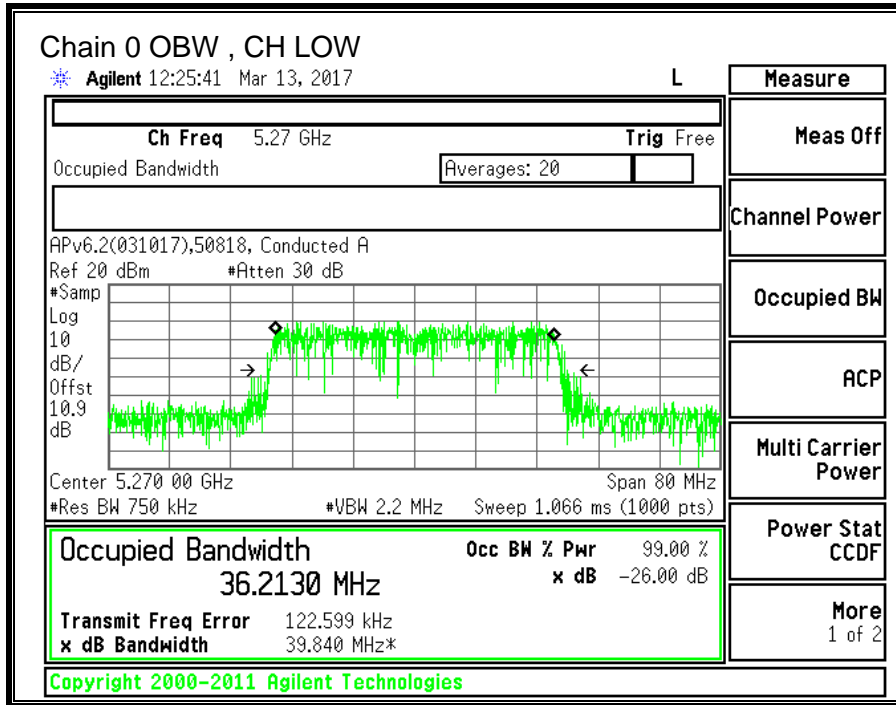 Chain 0 OBW , CH LOW
Agilent 12:25:41 Mar 13, 2017 L
Measure
Ch Freq 5.27 GHz Trig Free
Occupied Bandwidth Averages: 20
APv6.2(031017),50818, Conducted A
Ref 20 dBm #Atten 30 dB
#Samp
Log
10
dB/
Offst
10.9
dB
Center 5.270 00 GHz Span 80 MHz
#Res BW 750 kHz #VBW 2.2 MHz Sweep 1.066 ms (1000 pts)
Occupied Bandwidth
36.2130 MHz
Occ BW % Pwr 99.00 %
x dB -26.00 dB
Transmit Freq Error 122.599 kHz
x dB Bandwidth 39.840 MHz*
Meas Off
Channel Power
Occupied BW
ACP
Multi Carrier
Power
Power Stat
CCDF
More
1 of 2
Copyright 2000-2011 Agilent Technologies